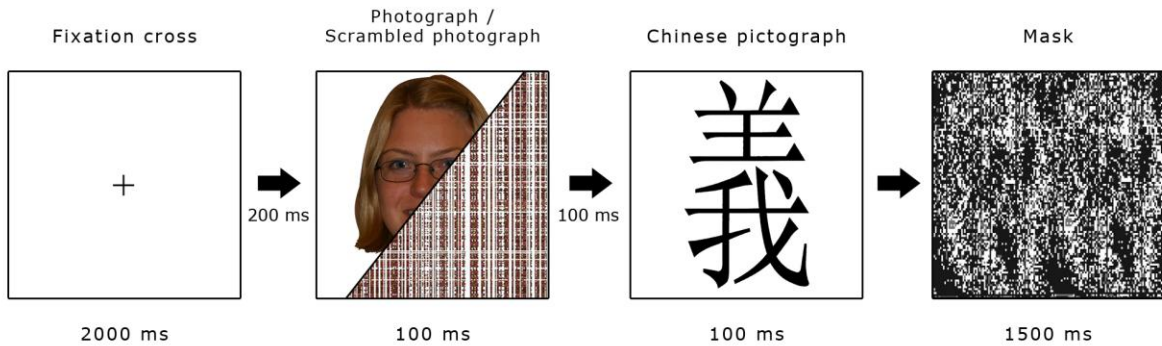 Fixation cross
Photograph /
Scrambled photograph
Chinese pictograph
Mask
200 ms
100 ms
義
2000 ms
100 ms
100 ms
1500 ms